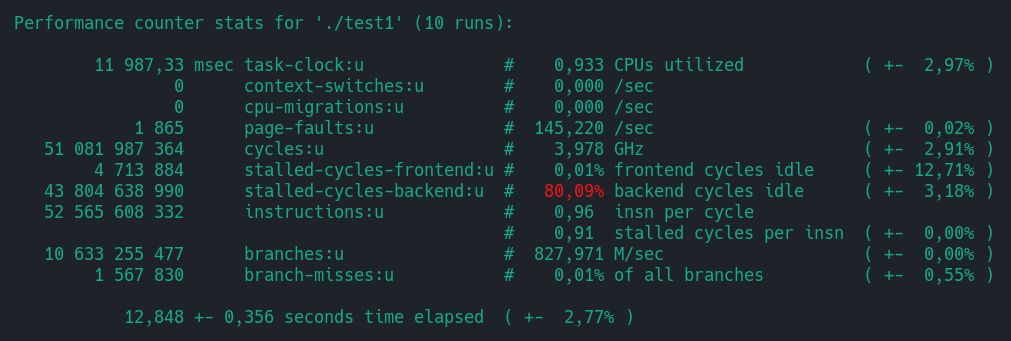 Performance counter stats for './test1' (10 runs):
11 987,33 msec task-clock:u # 0,933 CPUs utilized ( +- 2,97% )
0 context-switches:u # 0,000 /sec
0 cpu-migrations:u # 0,000 /sec
1 865 page-faults:u # 145,220 /sec ( +- 0,02% )
51 081 987 364 cycles:u # 3,978 GHz ( +- 2,91% )
4 713 884 stalled-cycles-frontend:u # 0,01% frontend cycles idle ( +- 12,71% )
43 804 638 990 stalled-cycles-backend:u # 80,09% backend cycles idle ( +- 3,18% )
52 565 608 332 instructions:u # 0,96 insn per cycle
# 0,91 stalled cycles per insn ( +- 0,00% )
10 633 255 477 branches:u # 827,971 M/sec ( +- 0,00% )
1 567 830 branch-misses:u # 0,01% of all branches ( +- 0,55% )
12,848 +- 0,356 seconds time elapsed ( +- 2,77% )